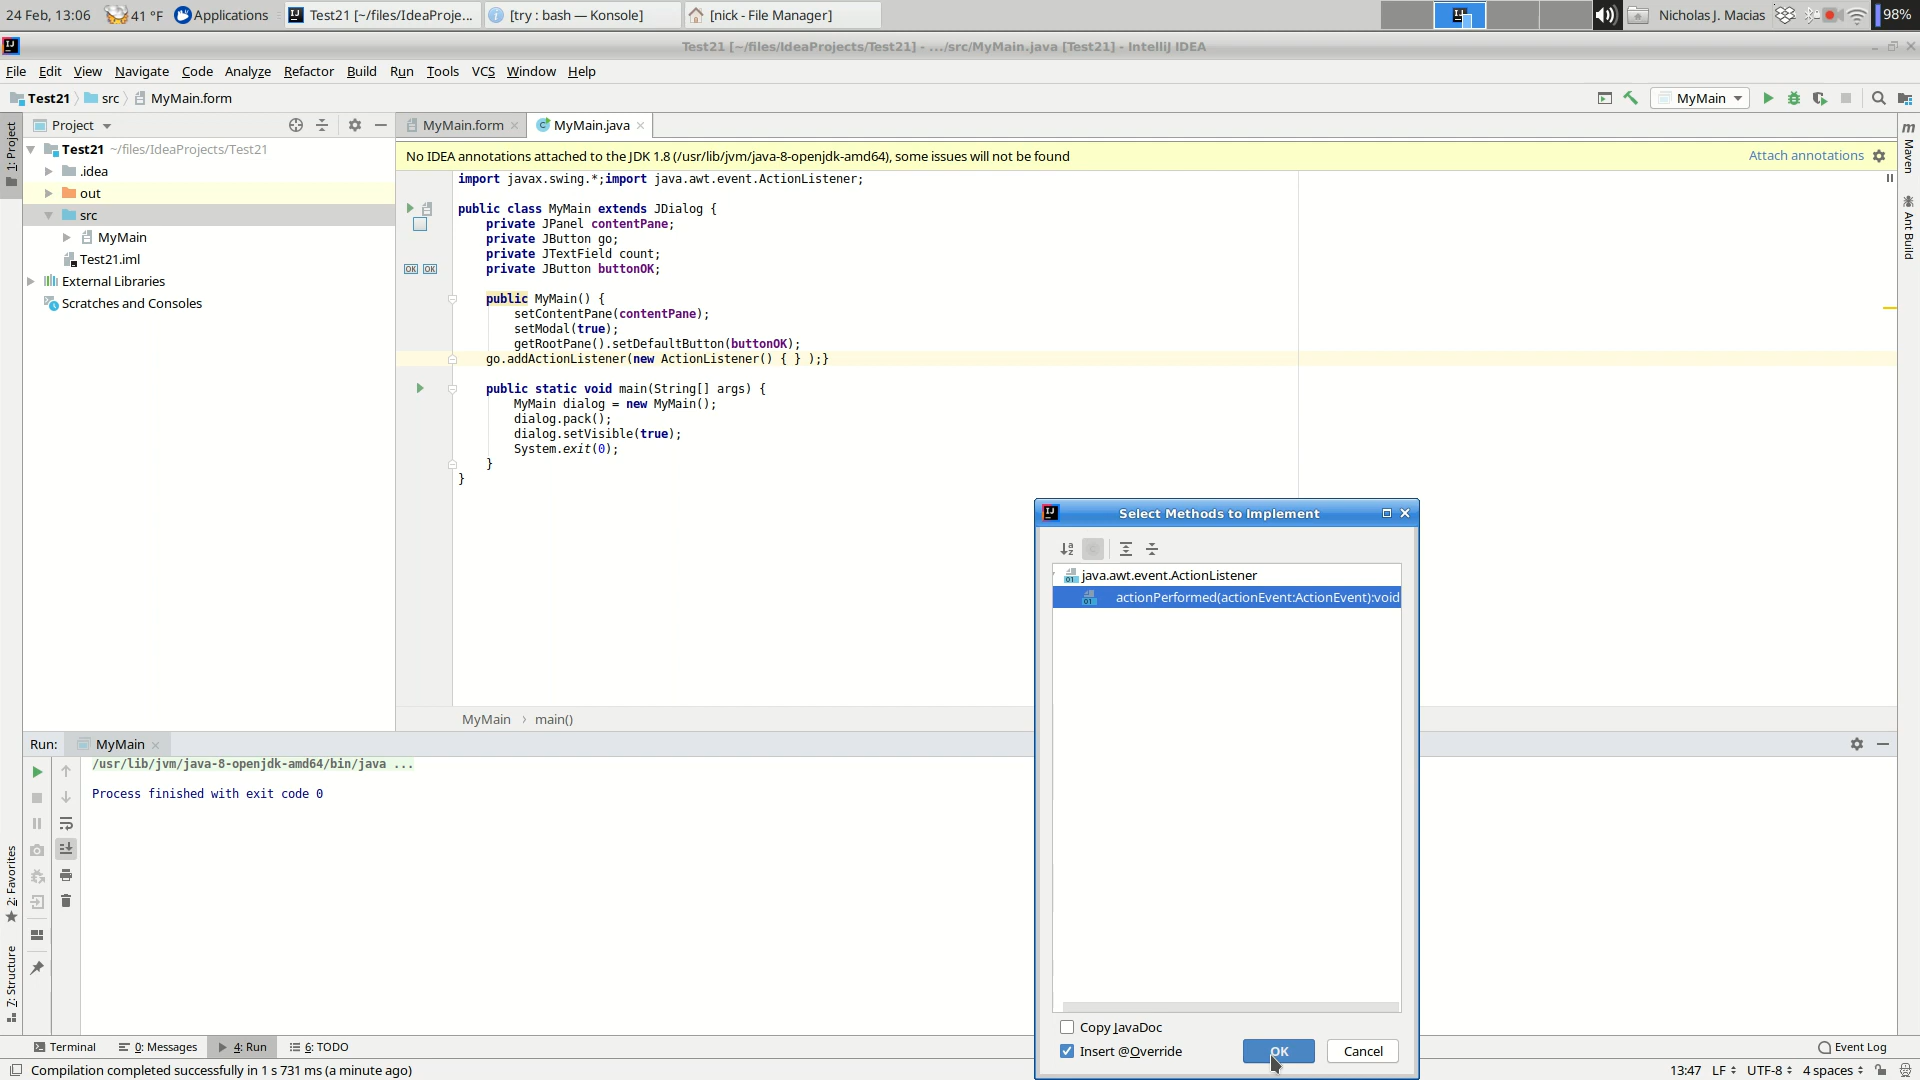 24 Feb, 13:06 41 °F Applications Test21 [~/files/IdeaProje... [try : bash — Konsole] [nick - File Manager] Nicholas J. Macias 98%
Test21 [~/files/IdeaProjects/Test21] - .../src/MyMain.java [Test21] - IntelliJ IDEA
File Edit View Navigate Code Analyze Refactor Build Run Tools VCS Window Help
Test21 src MyMain.form MyMain
Project MyMain.form MyMain.java
1: Project
Maven
Ant Build
Test21 ~/files/IdeaProjects/Test21
.idea
out
src
MyMain
Test21.iml
External Libraries
Scratches and Consoles
No IDEA annotations attached to the JDK 1.8 (/usr/lib/jvm/java-8-openjdk-amd64), some issues will not be found Attach annotations
import javax.swing.*;import java.awt.event.ActionListener;
public class MyMain extends JDialog {
private JPanel contentPane;
private JButton go;
private JTextField count;
private JButton buttonOK;
public MyMain() {
setContentPane(contentPane);
setModal(true);
getRootPane().setDefaultButton(buttonOK);
go.addActionListener(new ActionListener() { } );}
public static void main(String[] args) {
MyMain dialog = new MyMain();
dialog.pack();
dialog.setVisible(true);
System.exit(0);
}
}
MyMain › main()
Select Methods to Implement
java.awt.event.ActionListener
actionPerformed(actionEvent:ActionEvent):void
Copy JavaDoc
Insert @Override OK Cancel
Run: MyMain
/usr/lib/jvm/java-8-openjdk-amd64/bin/java ...
Process finished with exit code 0
2: Favorites
7: Structure
Terminal 0: Messages 4: Run 6: TODO Event Log
Compilation completed successfully in 1 s 731 ms (a minute ago) 13:47 LF UTF-8 4 spaces